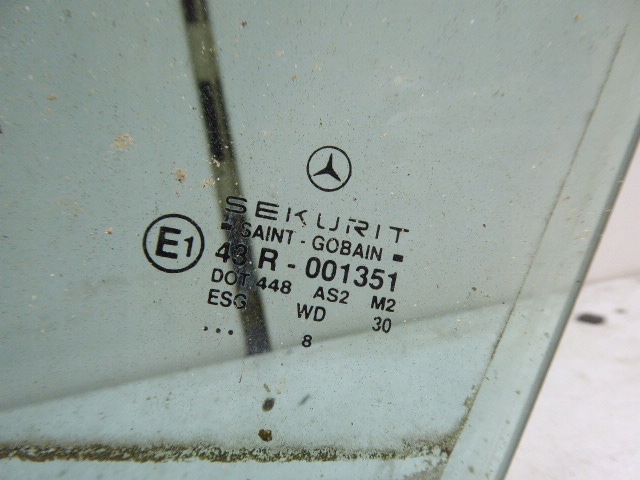 SEKURIT
- SAINT - GOBAIN -
E1
43 R - 001351
DOT 448 AS2 M2
ESG WD 30
... 8